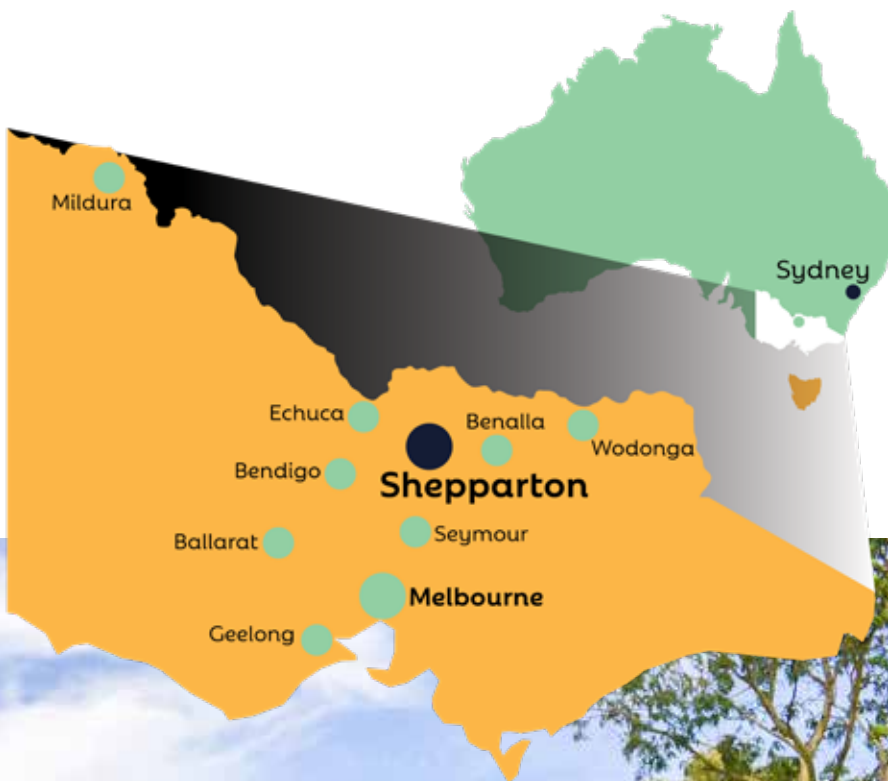 Mildura
Sydney
Echuca
Benalla
Wodonga
Bendigo
Shepparton
Ballarat
Seymour
Melbourne
Geelong